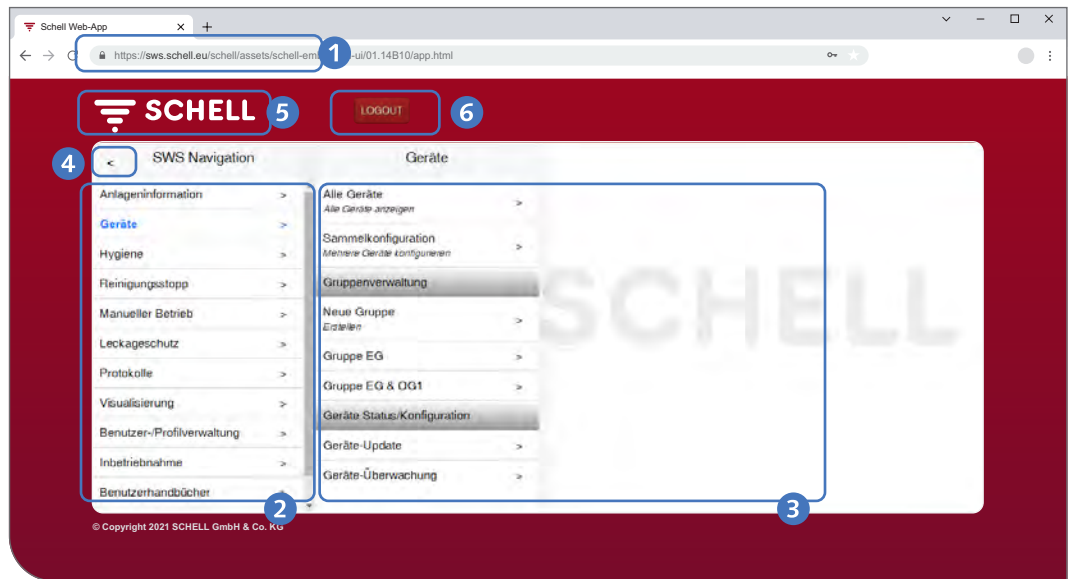 Schell Web-App
https://sws.schell.eu/schell/assets/schell-em
1
-ui/01.14B10/app.html
SCHELL
5
LOGOUT
6
4
<
SWS Navigation
Geräte
Anlageninformation >
Geräte >
Hygiene >
Reinigungsstopp >
Manueller Betrieb >
Leckageschutz >
Protokolle >
Visualisierung >
Benutzer-/Profilverwaltung >
Inbetriebnahme >
Benutzerhandbücher
2
Alle Geräte >
Alle Geräte anzeigen
Sammelkonfiguration >
Mehrere Geräte konfigurieren
Gruppenverwaltung
Neue Gruppe >
Erstellen
Gruppe EG >
Gruppe EG & OG1 >
Geräte Status/Konfiguration
Geräte-Update >
Geräte-Überwachung >
SCHELL
3
© Copyright 2021 SCHELL GmbH & Co. KG